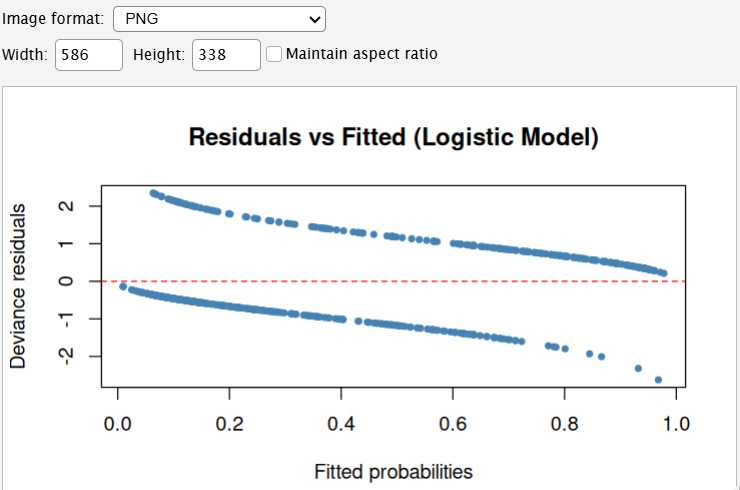 Image format: PNG
Width: 586 Height: 338 Maintain aspect ratio
Residuals vs Fitted (Logistic Model)
Deviance residuals
2
1
0
-1
-2
0.0 0.2 0.4 0.6 0.8 1.0
Fitted probabilities